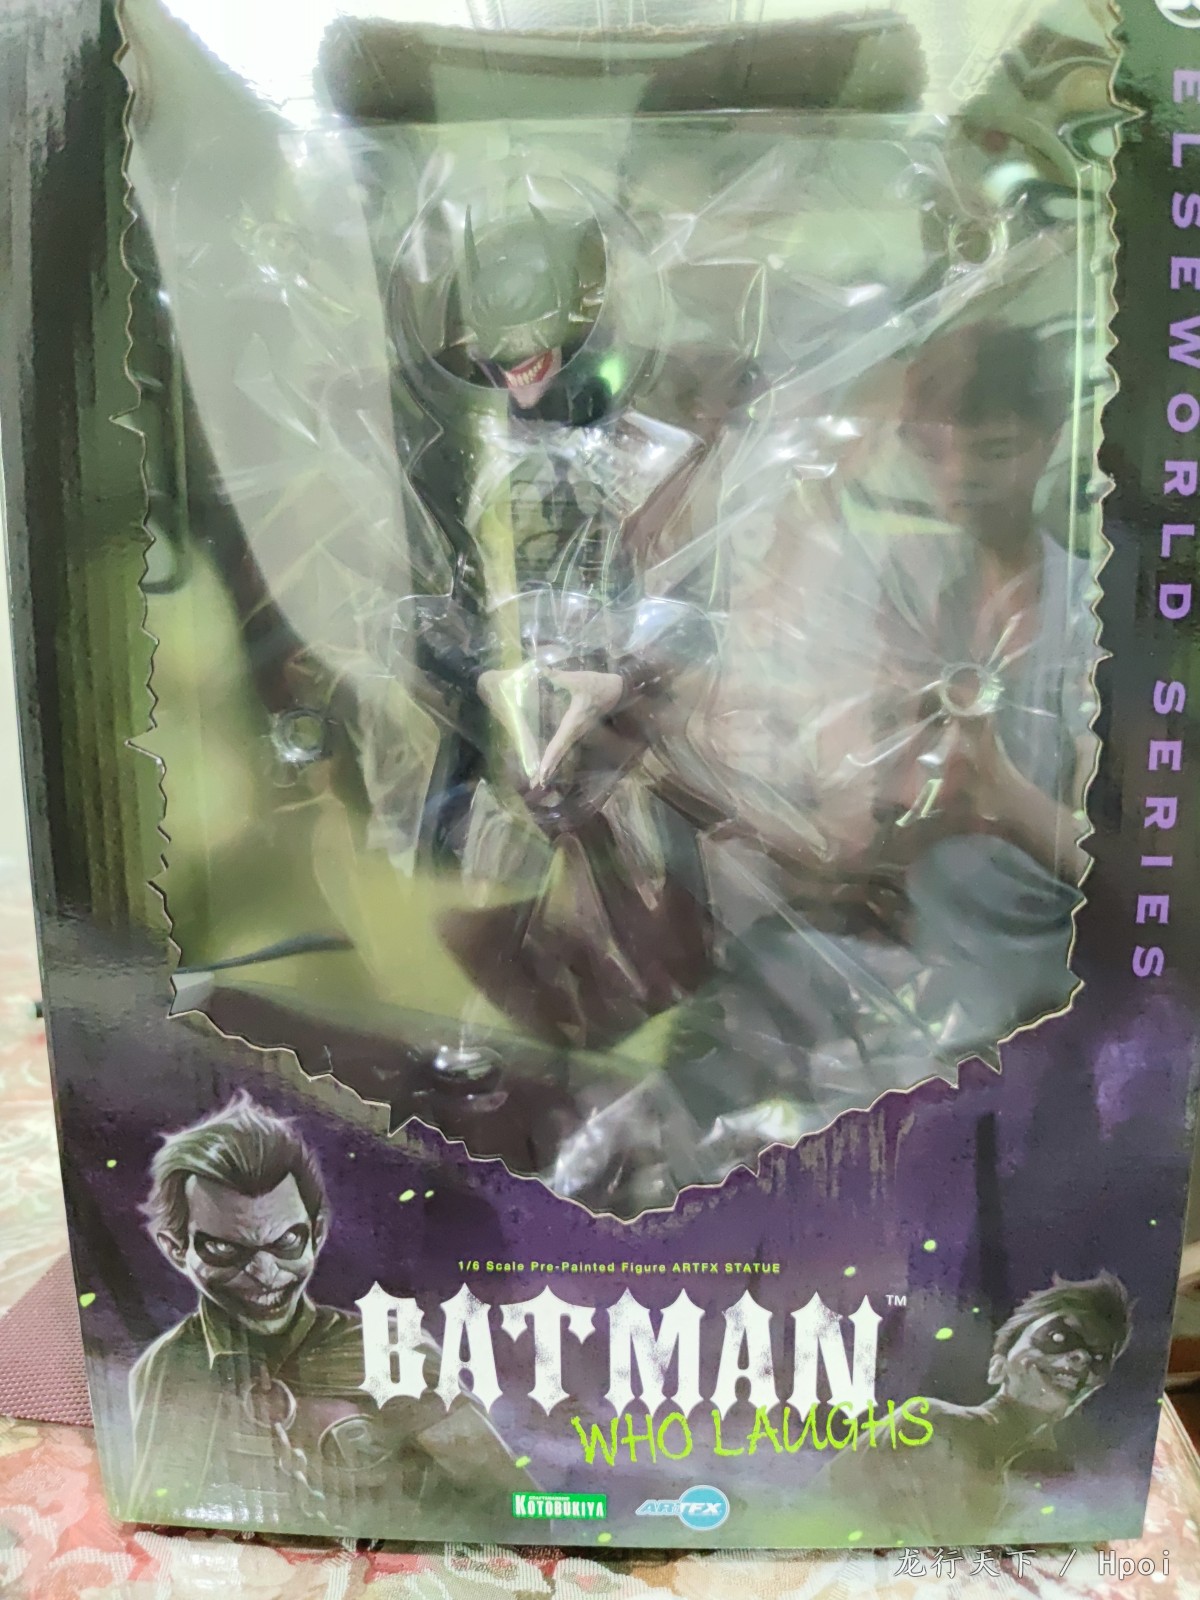 ELSEWORLD SERIES
1/6 Scale Pre-Painted Figure ARTFX STATUE
BATMAN™
WHO LAUGHS
KOTOBUKIYA
ARTFX
龙行天下 / Hpoi